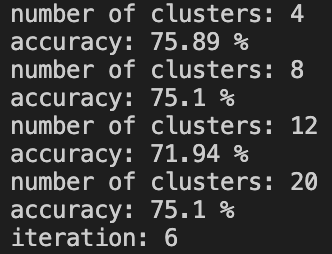 number of clusters: 4
accuracy: 75.89 %
number of clusters: 8
accuracy: 75.1 %
number of clusters: 12
accuracy: 71.94 %
number of clusters: 20
accuracy: 75.1 %
iteration: 6